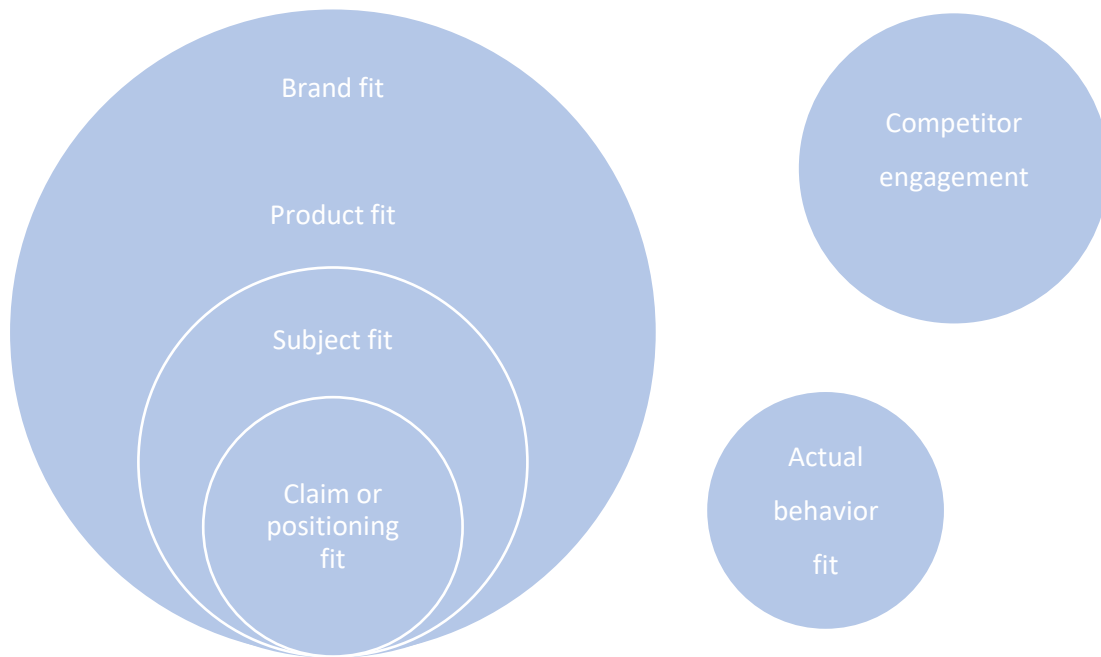 Brand fit
Product fit
Subject fit
Claim or
positioning
fit
Competitor
engagement
Actual
behavior
fit